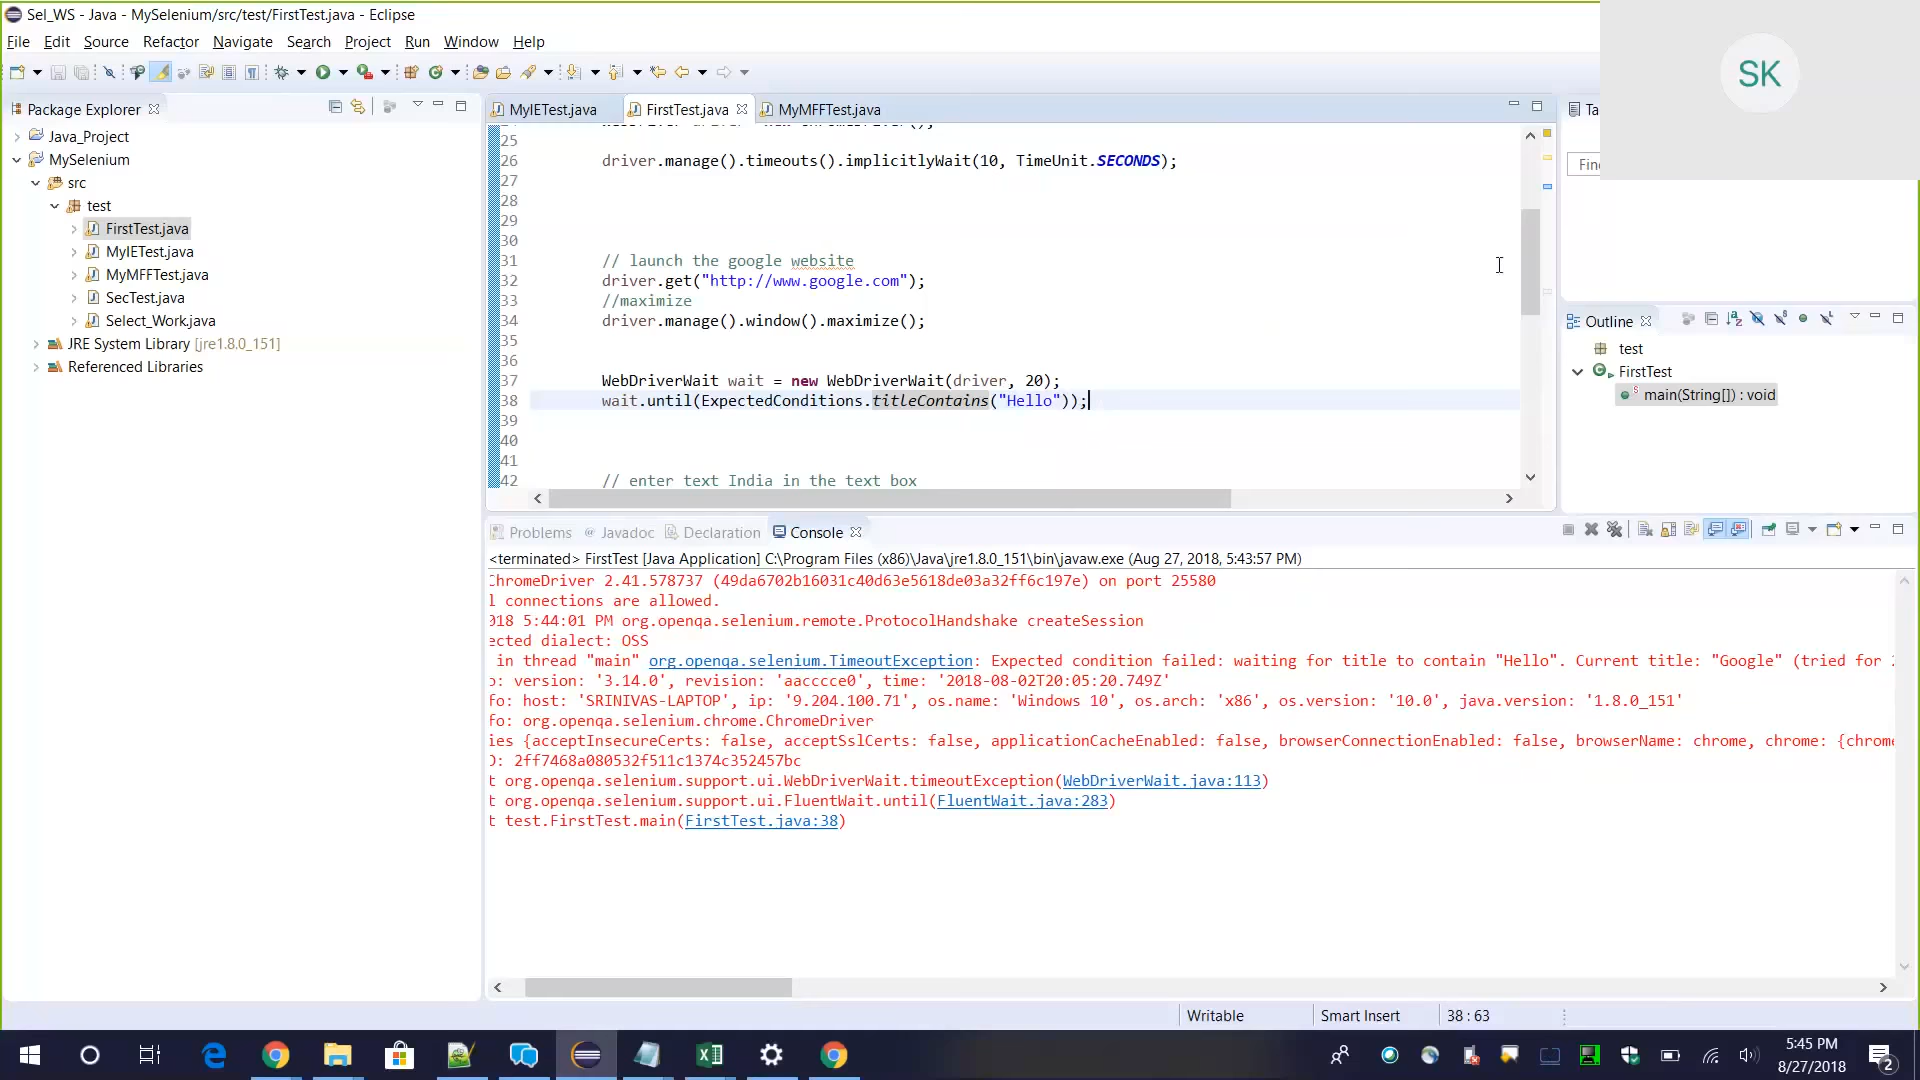 Sel_WS - Java - MySelenium/src/test/FirstTest.java - Eclipse
File Edit Source Refactor Navigate Search Project Run Window Help
SK
Package Explorer
Java_Project
MySelenium
src
test
FirstTest.java
MyIETest.java
MyMFFTest.java
SecTest.java
Select_Work.java
JRE System Library [jre1.8.0_151]
Referenced Libraries
MyIETest.java FirstTest.java MyMFFTest.java
25
26 driver.manage().timeouts().implicitlyWait(10, TimeUnit.SECONDS);
27
28
29
30
31 // launch the google website
32 driver.get("http://www.google.com");
33 //maximize
34 driver.manage().window().maximize();
35
36
37 WebDriverWait wait = new WebDriverWait(driver, 20);
38 wait.until(ExpectedConditions.titleContains("Hello"));
39
40
41
42 // enter text India in the text box
Ta
Fin
Outline
test
FirstTest
main(String[]) : void
Problems Javadoc Declaration Console
<terminated> FirstTest [Java Application] C:\Program Files (x86)\Java\jre1.8.0_151\bin\javaw.exe (Aug 27, 2018, 5:43:57 PM)
ChromeDriver 2.41.578737 (49da6702b16031c40d63e5618de03a32ff6c197e) on port 25580
l connections are allowed.
018 5:44:01 PM org.openqa.selenium.remote.ProtocolHandshake createSession
ected dialect: OSS
in thread "main" org.openqa.selenium.TimeoutException: Expected condition failed: waiting for title to contain "Hello". Current title: "Google" (tried for
o: version: '3.14.0', revision: 'aacccce0', time: '2018-08-02T20:05:20.749Z'
fo: host: 'SRINIVAS-LAPTOP', ip: '9.204.100.71', os.name: 'Windows 10', os.arch: 'x86', os.version: '10.0', java.version: '1.8.0_151'
fo: org.openqa.selenium.chrome.ChromeDriver
ies {acceptInsecureCerts: false, acceptSslCerts: false, applicationCacheEnabled: false, browserConnectionEnabled: false, browserName: chrome, chrome: {chrome
D: 2ff7468a080532f511c1374c352457bc
t org.openqa.selenium.support.ui.WebDriverWait.timeoutException(WebDriverWait.java:113)
t org.openqa.selenium.support.ui.FluentWait.until(FluentWait.java:283)
t test.FirstTest.main(FirstTest.java:38)
Writable Smart Insert 38 : 63
5:45 PM
8/27/2018
2